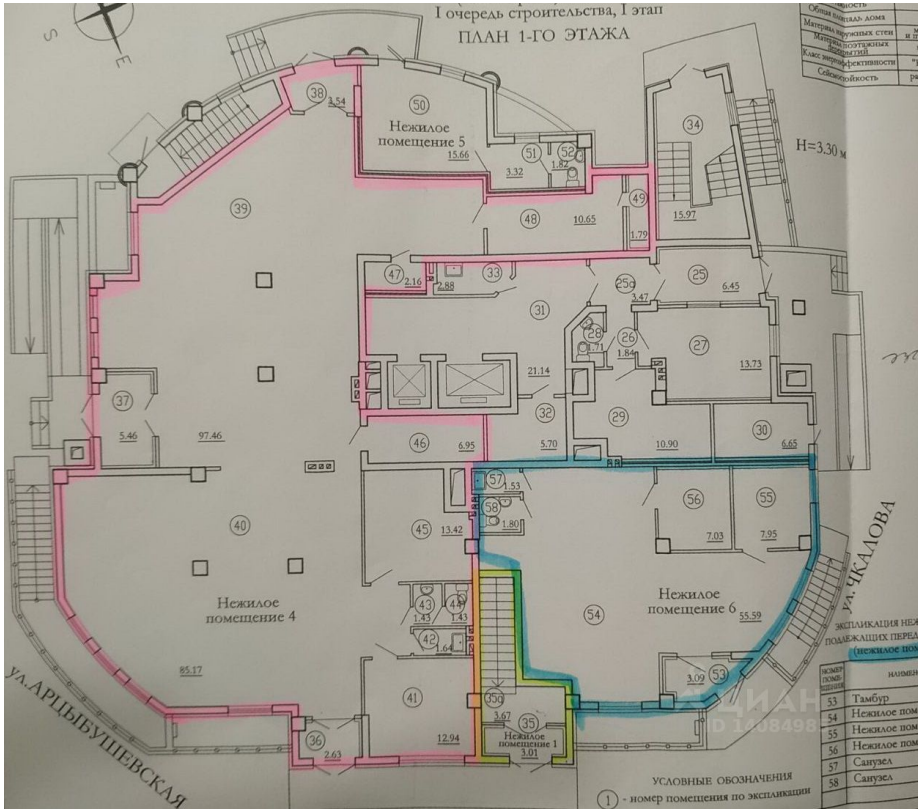 I очередь строительства, I этап
ПЛАН 1-ГО ЭТАЖА
Общая площадь дома
Материал наружных стен
Материал поэтажных
перекрытий
Класс энергоэффективности
Сейсмостойкость
S
E
H=3.30 м
38
3.54
50
Нежилое
помещение 5
15.66
51
3.32
52
1.82
34
15.97
39
97.46
48
10.65
49
1.79
47
2.16
33
2.88
31
21.14
25а
3.47
25
6.45
28
1.71
26
1.84
27
13.73
37
5.46
46
6.95
32
5.70
29
10.90
30
6.65
40
Нежилое
помещение 4
85.17
45
13.42
57
1.53
58
1.80
56
7.03
55
7.95
43
1.43
44
1.43
42
1.64
54
Нежилое
помещение 6
55.59
41
12.94
36
2.63
35а
3.67
35
Нежилое
помещение 1
3.01
53
3.09
ул. АРЦЫБУШЕВСКАЯ
ул. ЧКАЛОВА
ЦИАН
ID
ЭКСПЛИКАЦИЯ
ПОДЛЕЖАЩИХ
(нежилое
НОМЕР
53 Тамбур
54 Нежилое
55 Нежилое
56 Нежилое
57 Санузел
58 Санузел
УСЛОВНЫЕ ОБОЗНАЧЕНИЯ
1 - номер помещения по экспликации